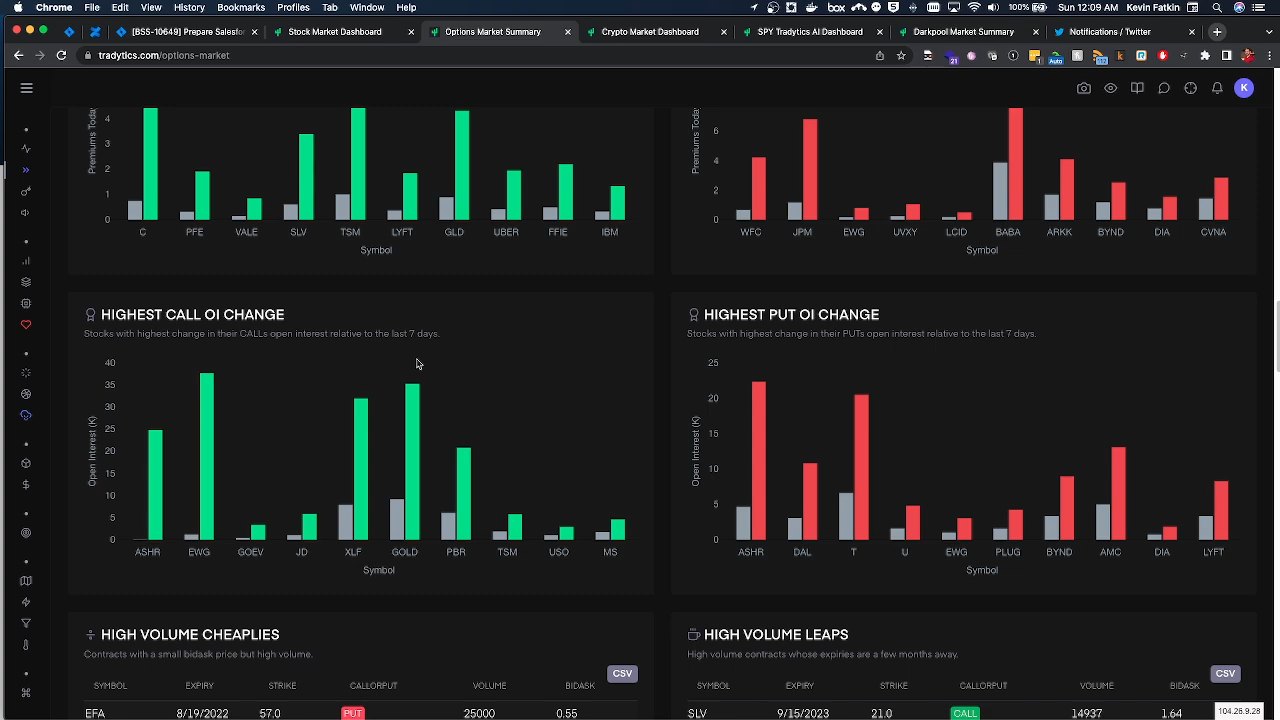 Chrome File Edit View History Bookmarks Profiles Tab Window Help
100% Sun 12:09 AM Kevin Fatkin
[BSS-10649] Prepare Salesfor
Stock Market Dashboard
Options Market Summary
Crypto Market Dashboard
SPY Tradytics AI Dashboard
Darkpool Market Summary
Notifications / Twitter
tradytics.com/options-market
K
Premiums Today
4
3
2
1
0
C PFE VALE SLV TSM LYFT GLD UBER FFIE IBM
Symbol
Premiums Today
6
4
2
0
WFC JPM EWG UVXY LCID BABA ARKK BYND DIA CVNA
Symbol
HIGHEST CALL OI CHANGE
Stocks with highest change in their CALLs open interest relative to the last 7 days.
Open Interest (K)
40
35
30
25
20
15
10
5
0
ASHR EWG GOEV JD XLF GOLD PBR TSM USO MS
Symbol
HIGHEST PUT OI CHANGE
Stocks with highest change in their PUTs open interest relative to the last 7 days.
Open Interest (K)
25
20
15
10
5
0
ASHR DAL T U EWG PLUG BYND AMC DIA LYFT
Symbol
HIGH VOLUME CHEAPLIES
Contracts with a small bidask price but high volume.
CSV
SYMBOL EXPIRY STRIKE CALLORPUT VOLUME BIDASK
EFA 8/19/2022 57.0 PUT 25000 0.55
HIGH VOLUME LEAPS
High volume contracts whose expiries are a few months away.
CSV
SYMBOL EXPIRY STRIKE CALLORPUT VOLUME BIDASK
SLV 9/15/2023 21.0 CALL 14937 1.64
104.26.9.28